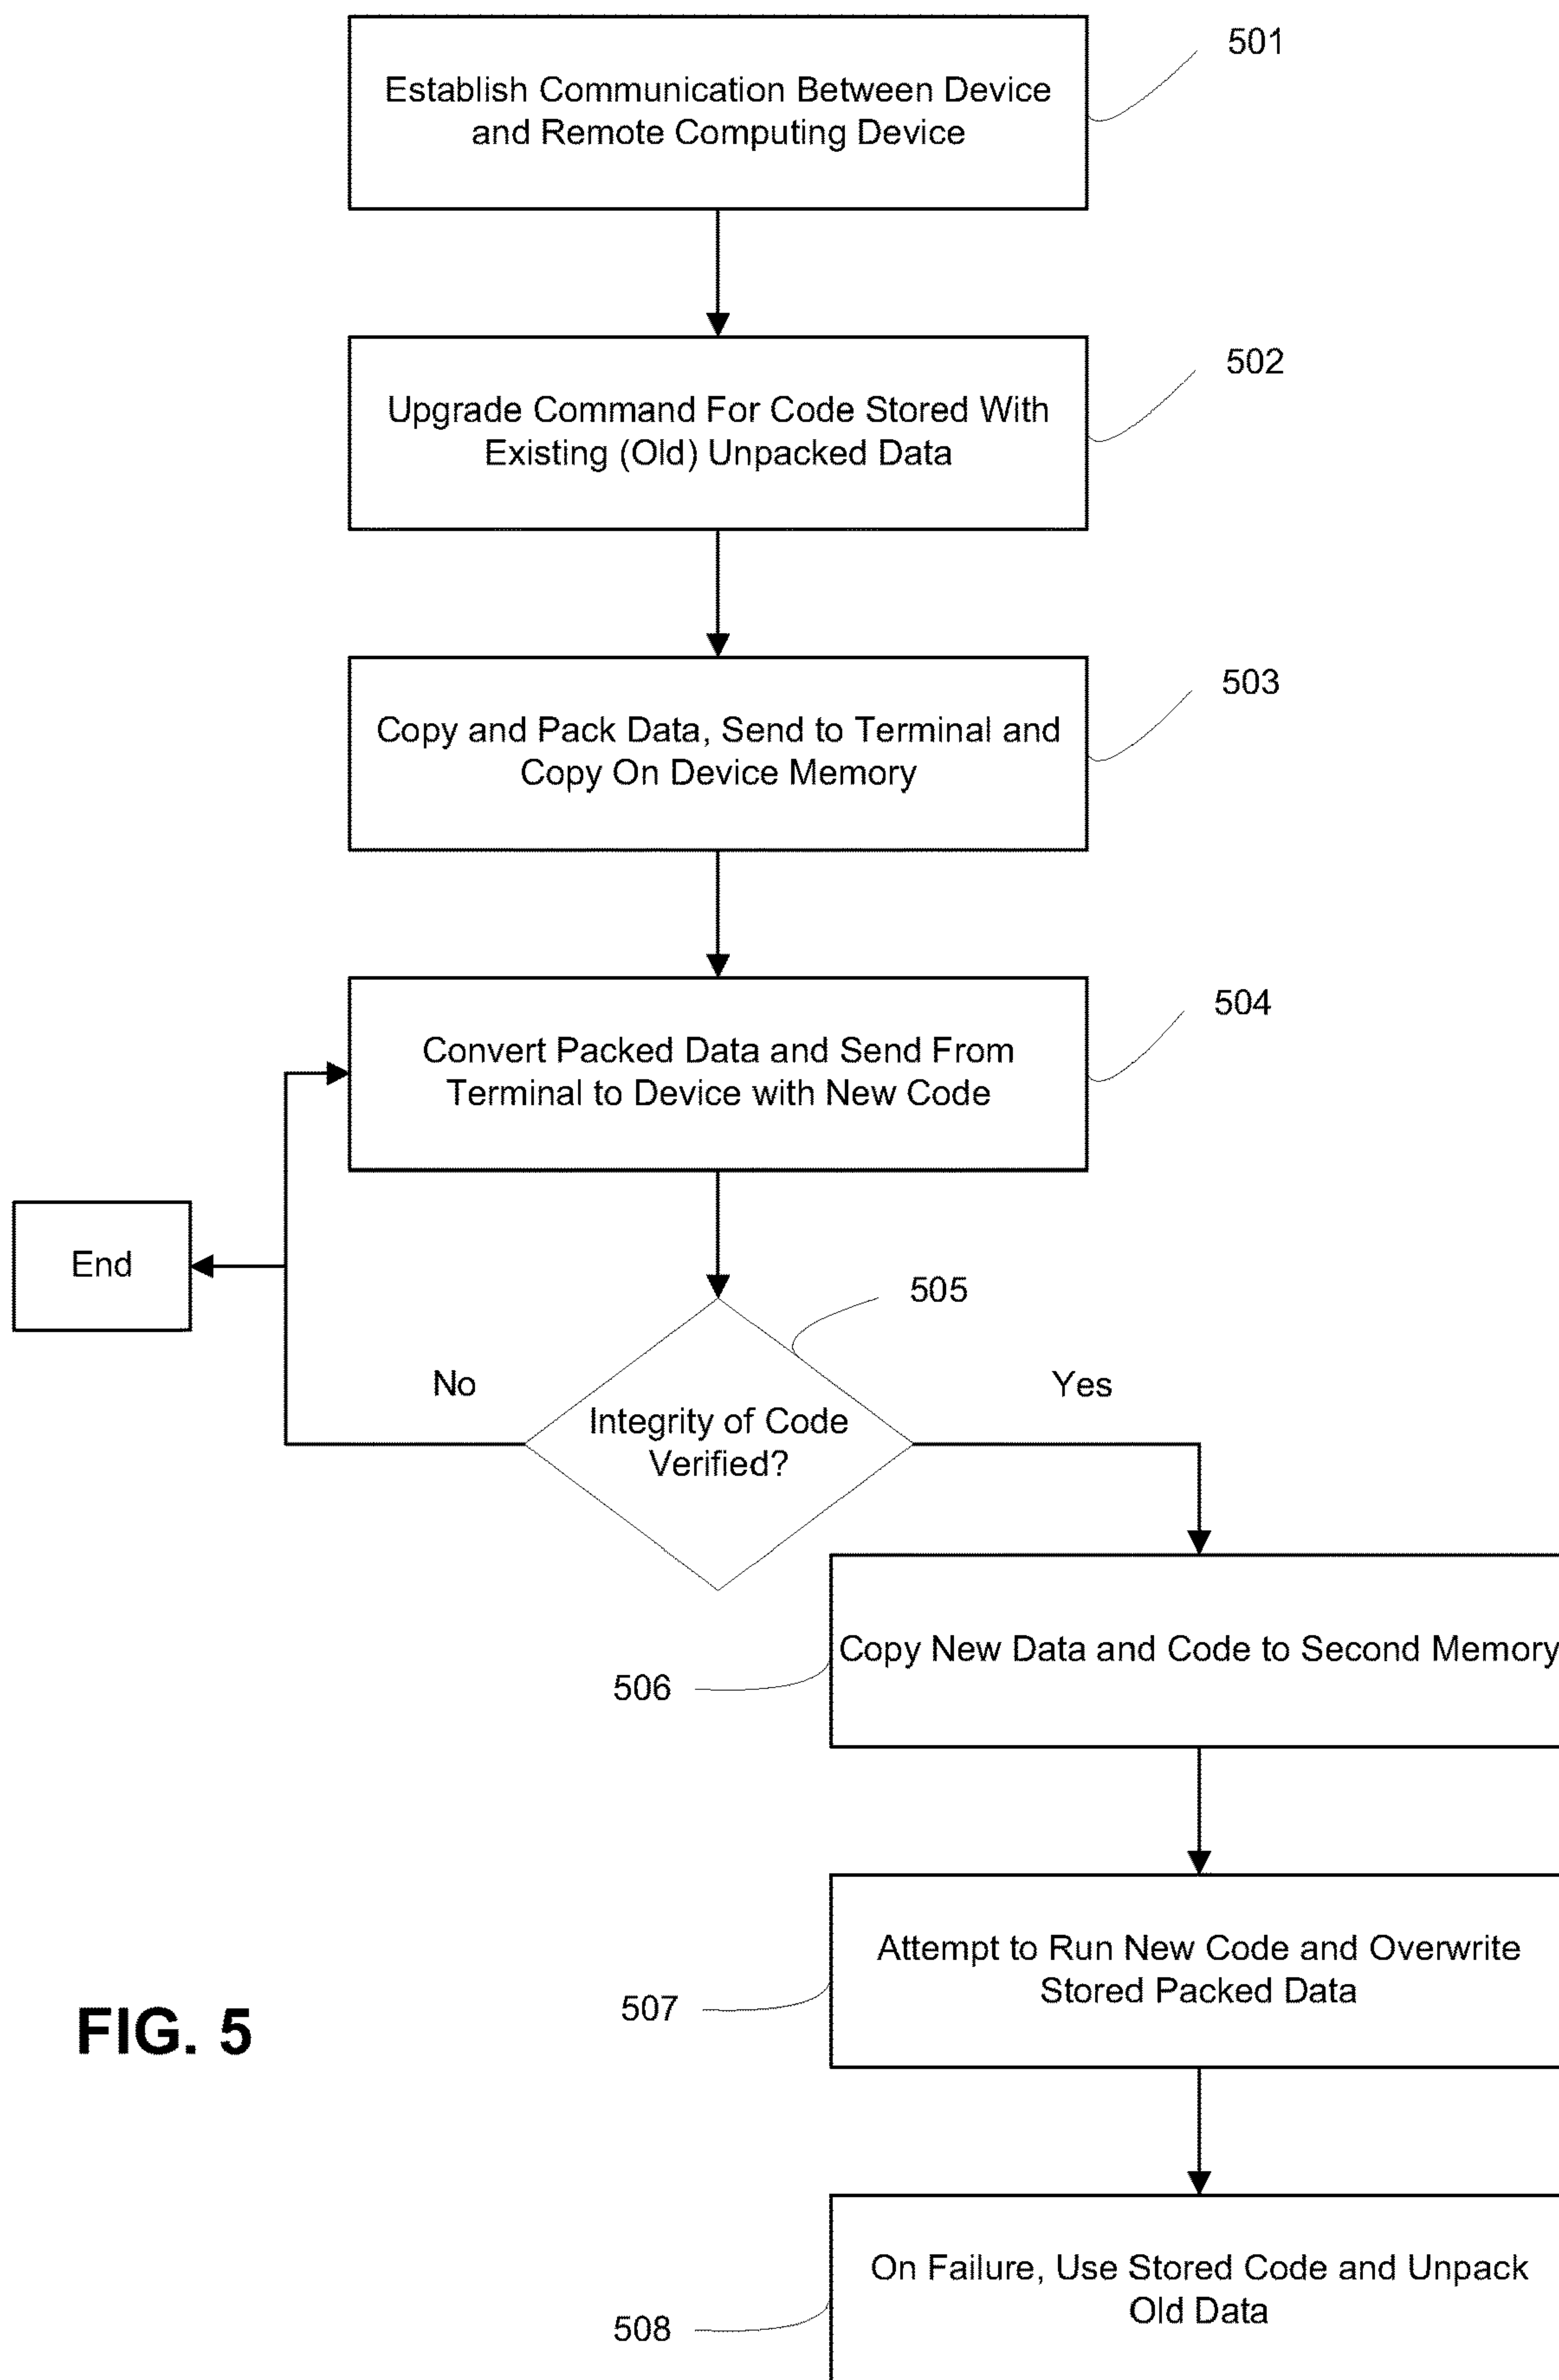 Establish Communication Between Device
and Remote Computing Device
501
Upgrade Command For Code Stored With
Existing (Old) Unpacked Data
502
Copy and Pack Data, Send to Terminal and
Copy On Device Memory
503
Convert Packed Data and Send From
Terminal to Device with New Code
504
End
505
No
Yes
Integrity of Code
Verified?
Copy New Data and Code to Second Memory
506
Attempt to Run New Code and Overwrite
Stored Packed Data
507
FIG. 5
On Failure, Use Stored Code and Unpack
Old Data
508